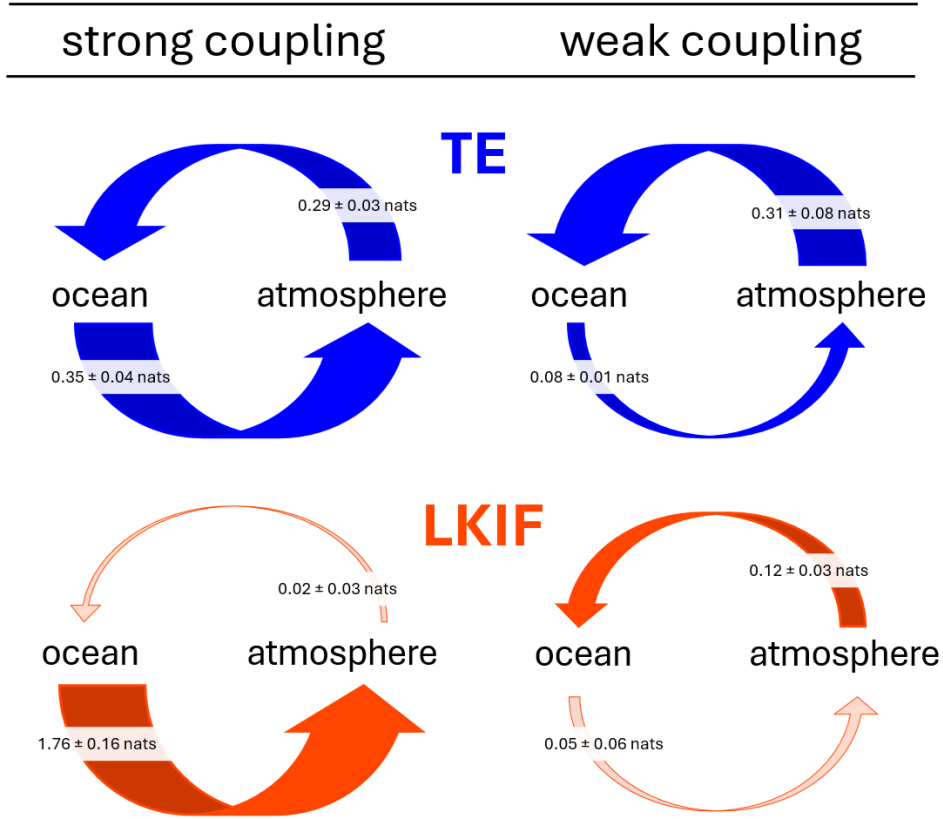 strong coupling weak coupling
TE
0.29 ± 0.03 nats 0.31 ± 0.08 nats
ocean atmosphere ocean atmosphere
0.35 ± 0.04 nats 0.08 ± 0.01 nats
LKIF
0.02 ± 0.03 nats 0.12 ± 0.03 nats
ocean atmosphere ocean atmosphere
1.76 ± 0.16 nats 0.05 ± 0.06 nats